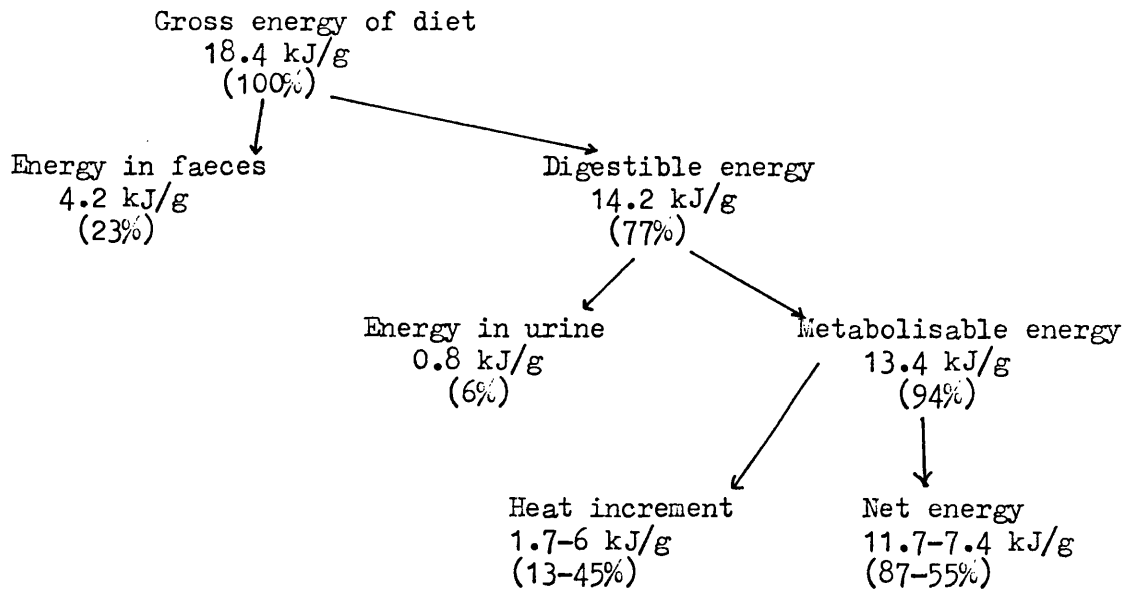 Gross energy of diet
18.4 kJ/g
(100%)
Energy in faeces
4.2 kJ/g
(23%)
Digestible energy
14.2 kJ/g
(77%)
Energy in urine
0.8 kJ/g
(6%)
Metabolisable energy
13.4 kJ/g
(94%)
Heat increment
1.7-6 kJ/g
(13-45%)
Net energy
11.7-7.4 kJ/g
(87-55%)